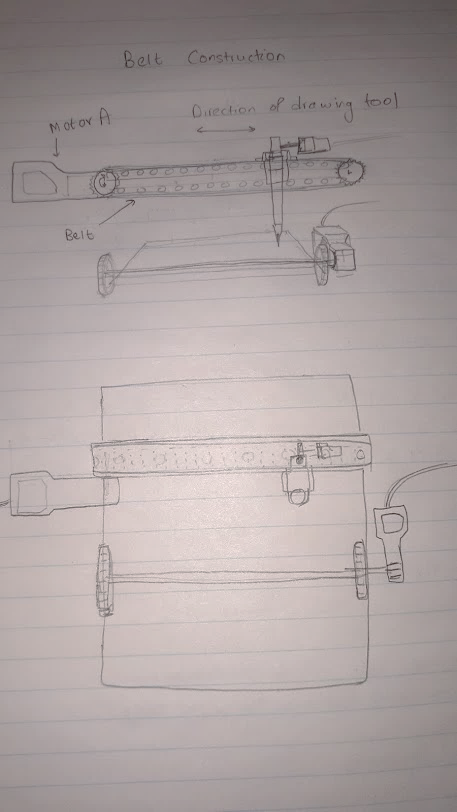 Belt Construction
Direction of drawing tool
Motor A
Belt